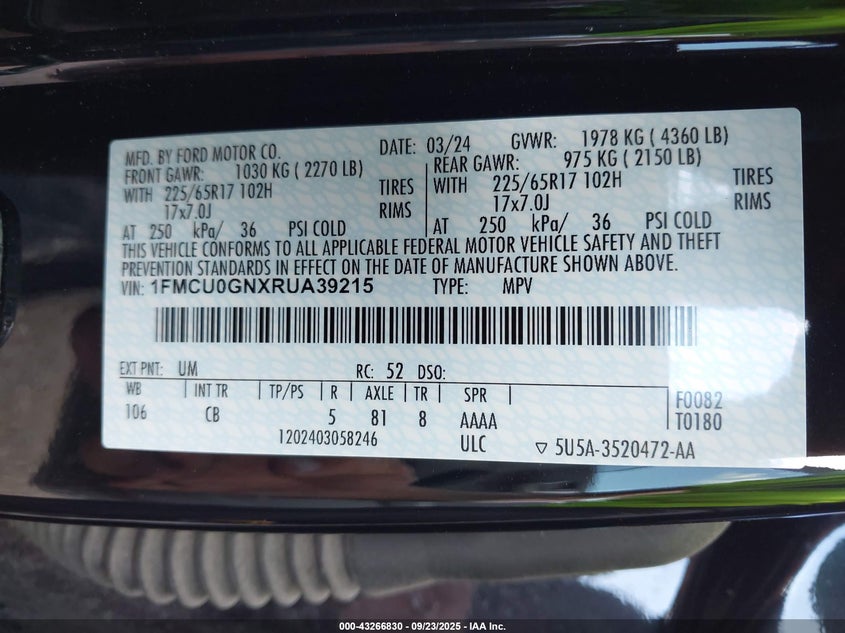 MFD. BY FORD MOTOR CO.
DATE: 03/24 GVWR: 1978 KG ( 4360 LB)
FRONT GAWR: 1030 KG ( 2270 LB)
REAR GAWR: 975 KG ( 2150 LB)
WITH 225/65R17 102H TIRES
WITH 225/65R17 102H TIRES
17x7.0J RIMS
17x7.0J RIMS
AT 250 kPa/ 36 PSI COLD
AT 250 kPa/ 36 PSI COLD
THIS VEHICLE CONFORMS TO ALL APPLICABLE FEDERAL MOTOR VEHICLE SAFETY AND THEFT
PREVENTION STANDARDS IN EFFECT ON THE DATE OF MANUFACTURE SHOWN ABOVE.
VIN: 1FMCU0GNXRUA39215 TYPE: MPV
EXT PNT: UM RC: 52 DSO:
WB INT TR TP/PS R AXLE TR SPR
106 CB 5 81 8 AAAA
F0082
T0180
1202403058246 ULC ▽ 5U5A-3520472-AA
000-43266830 - 09/23/2025 - IAA Inc.